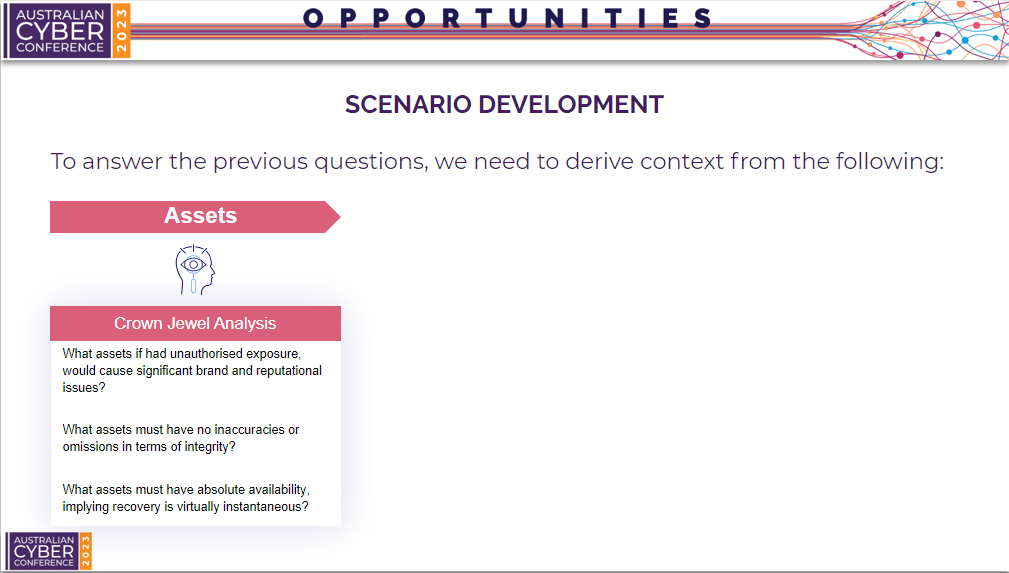 AUSTRALIAN
CYBER
CONFERENCE
2023
OPPORTUNITIES
SCENARIO DEVELOPMENT
To answer the previous questions, we need to derive context from the following:
Assets
Crown Jewel Analysis
What assets if had unauthorised exposure,
would cause significant brand and reputational
issues?
What assets must have no inaccuracies or
omissions in terms of integrity?
What assets must have absolute availability,
implying recovery is virtually instantaneous?
AUSTRALIAN
CYBER
CONFERENCE
2023